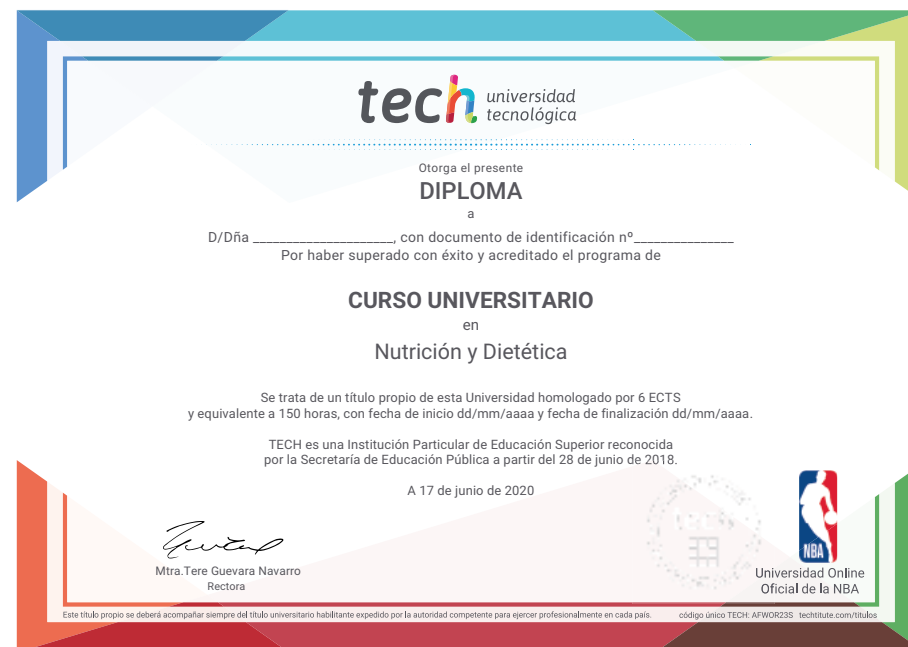 tech universidad
tecnológica
Otorga el presente
DIPLOMA
a
D/Dña _____________________, con documento de identificación nº_______________
Por haber superado con éxito y acreditado el programa de
CURSO UNIVERSITARIO
en
Nutrición y Dietética
Se trata de un título propio de esta Universidad homologado por 6 ECTS
y equivalente a 150 horas, con fecha de inicio dd/mm/aaaa y fecha de finalización dd/mm/aaaa.
TECH es una Institución Particular de Educación Superior reconocida
por la Secretaría de Educación Pública a partir del 28 de junio de 2018.
A 17 de junio de 2020
Mtra.Tere Guevara Navarro
Rectora
NBA
Universidad Online
Oficial de la NBA
Este título propio se deberá acompañar siempre del título universitario habilitante expedido por la autoridad competente para ejercer profesionalmente en cada país. código único TECH: AFWOR23S techtitute.com/titulos